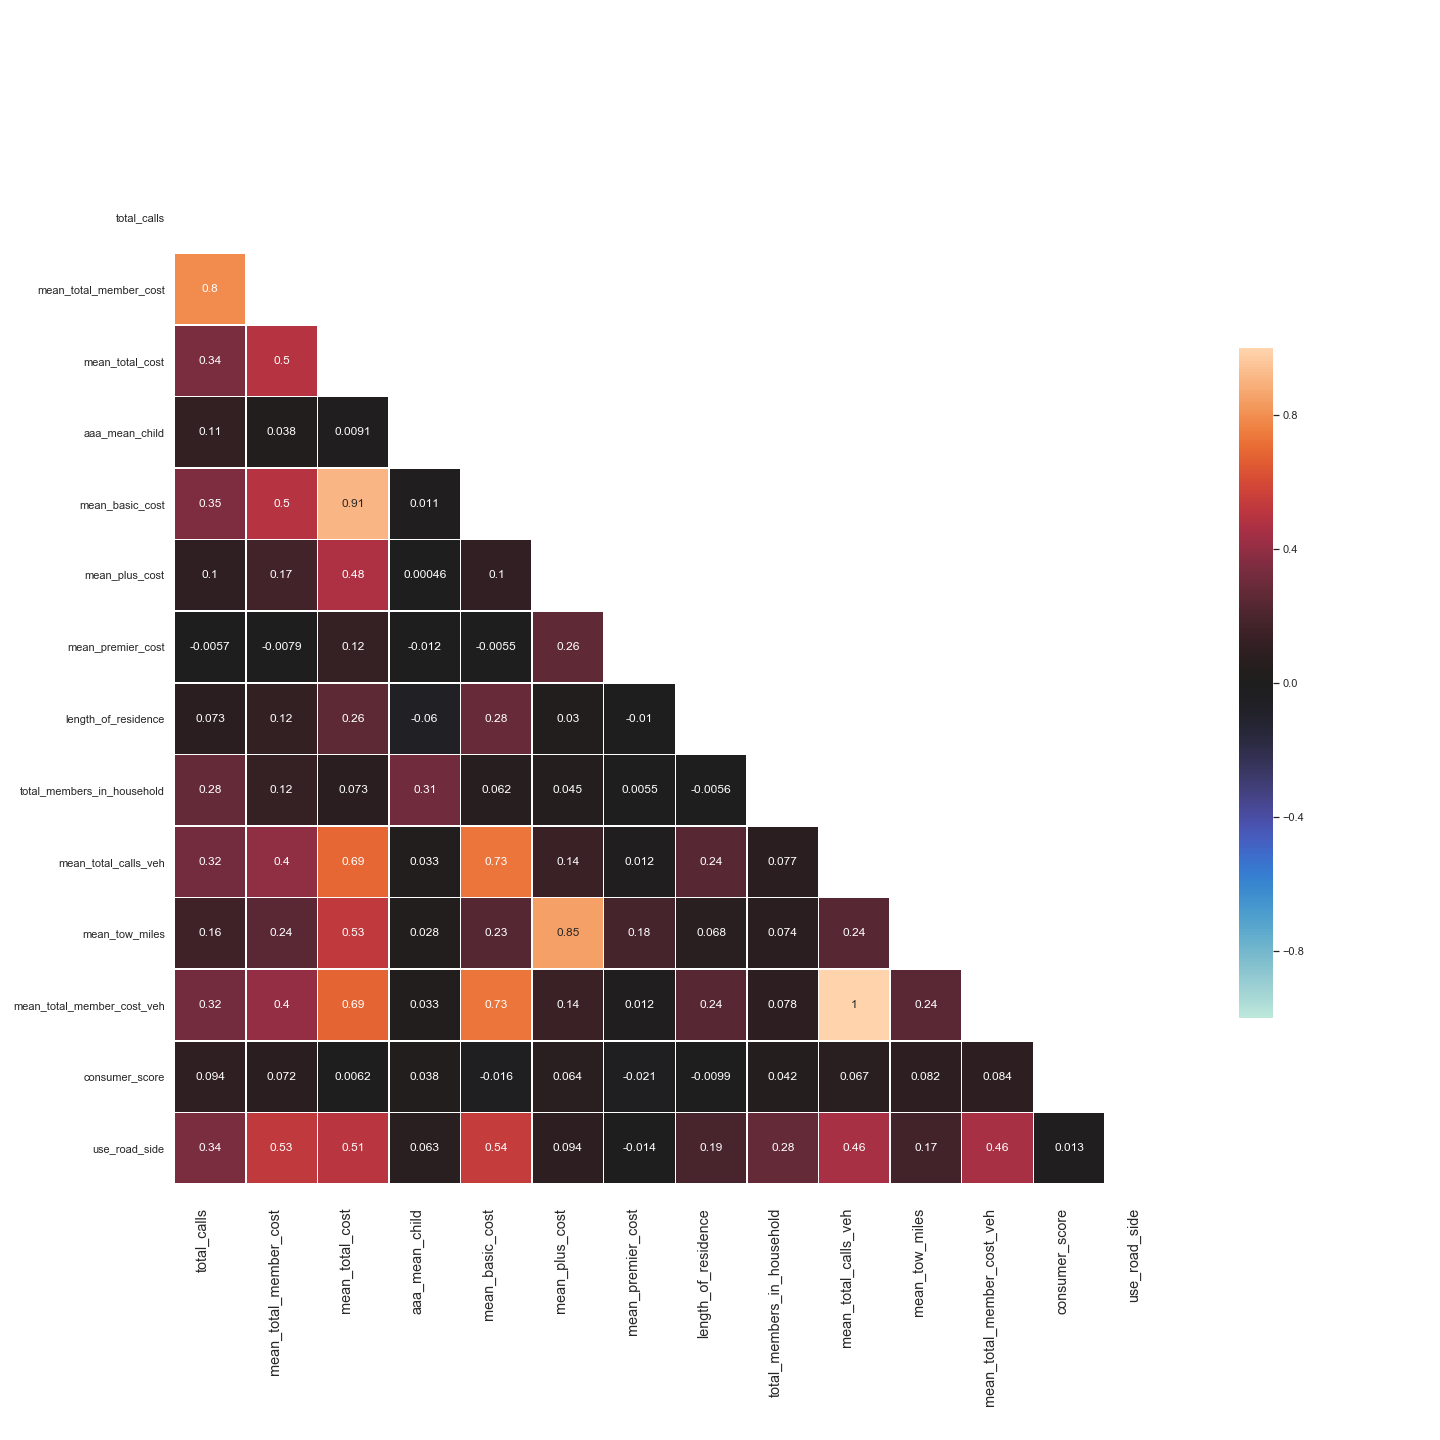 total_calls
mean_total_member_cost 0.8
mean_total_cost 0.34 0.5
aaa_mean_child 0.11 0.038 0.0091
mean_basic_cost 0.35 0.5 0.91 0.011
mean_plus_cost 0.1 0.17 0.48 0.00046 0.1
mean_premier_cost -0.0057 -0.0079 0.12 -0.012 -0.0055 0.26
length_of_residence 0.073 0.12 0.26 -0.06 0.28 0.03 -0.01
total_members_in_household 0.28 0.12 0.073 0.31 0.062 0.045 0.0055 -0.0056
mean_total_calls_veh 0.32 0.4 0.69 0.033 0.73 0.14 0.012 0.24 0.077
mean_tow_miles 0.16 0.24 0.53 0.028 0.23 0.85 0.18 0.068 0.074 0.24
mean_total_member_cost_veh 0.32 0.4 0.69 0.033 0.73 0.14 0.012 0.24 0.078 1 0.24
consumer_score 0.094 0.072 0.0062 0.038 -0.016 0.064 -0.021 -0.0099 0.042 0.067 0.082 0.084
use_road_side 0.34 0.53 0.51 0.063 0.54 0.094 -0.014 0.19 0.28 0.46 0.17 0.46 0.013
total_calls
mean_total_member_cost
mean_total_cost
aaa_mean_child
mean_basic_cost
mean_plus_cost
mean_premier_cost
length_of_residence
total_members_in_household
mean_total_calls_veh
mean_tow_miles
mean_total_member_cost_veh
consumer_score
use_road_side
0.8
0.4
0.0
−0.4
−0.8